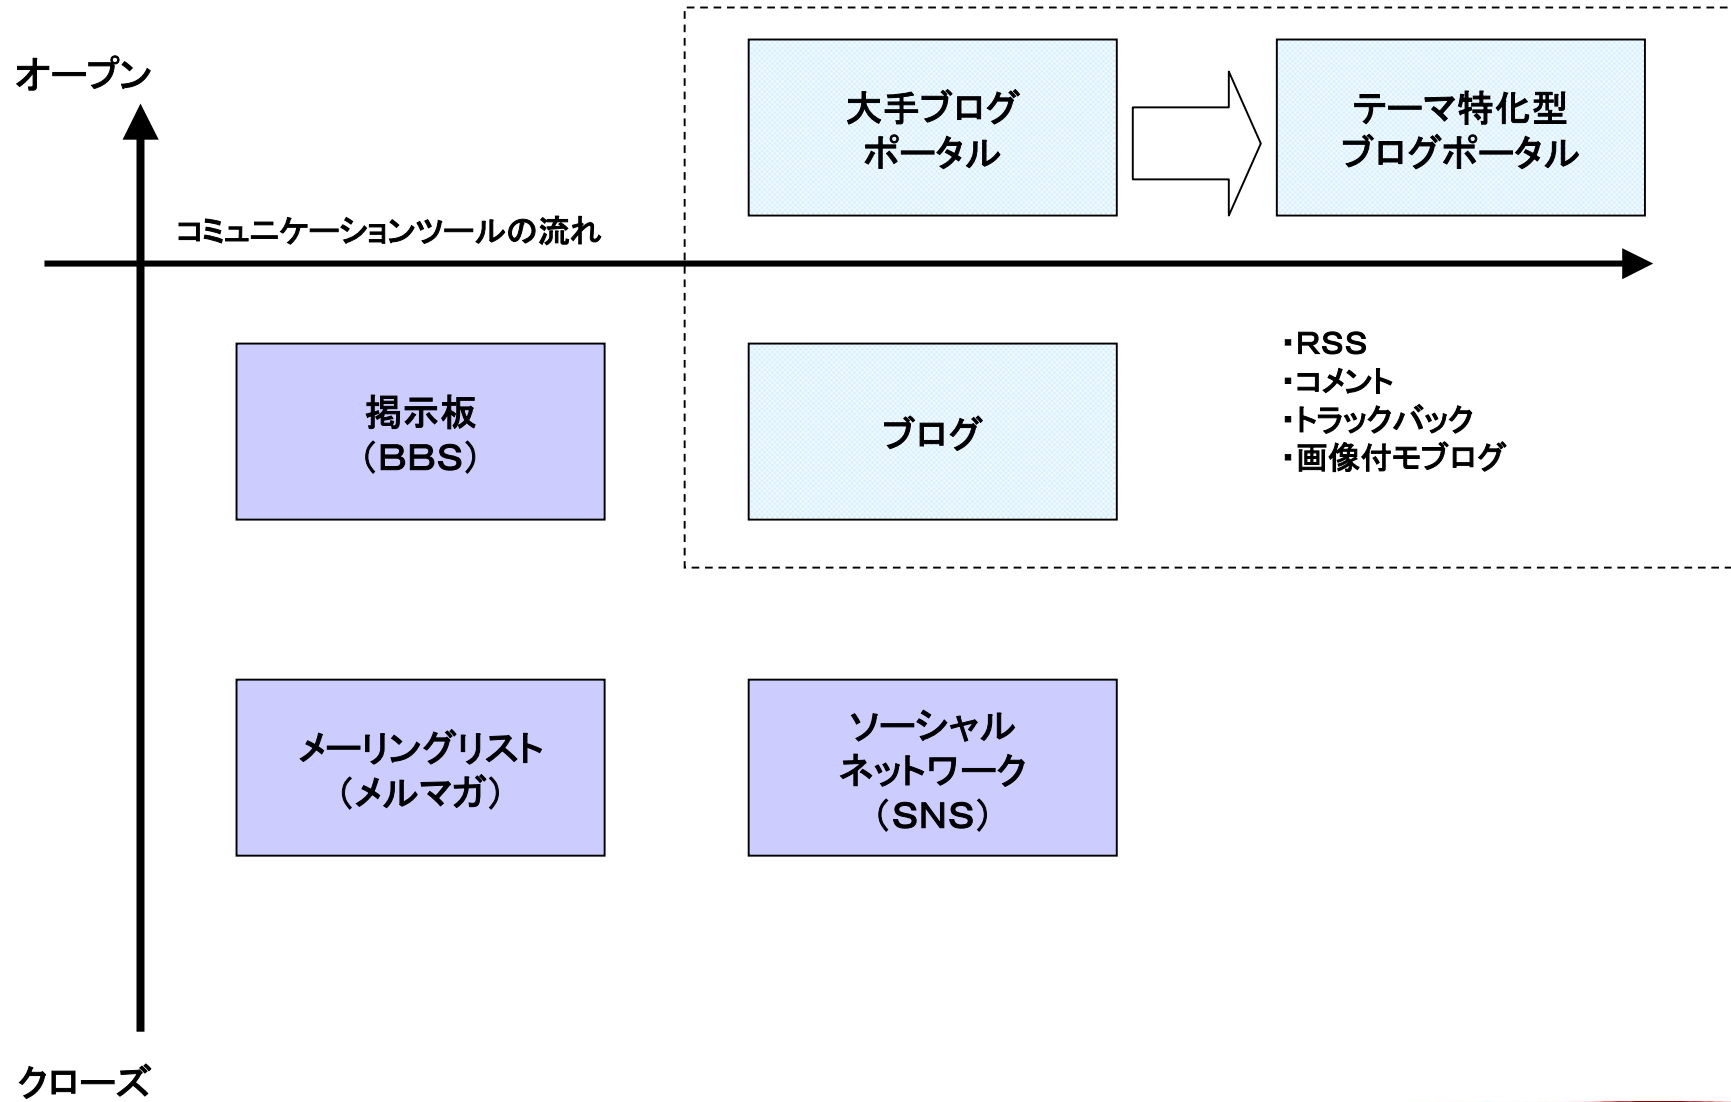 オープン
大手ブログ
ポータル
テーマ特化型
ブログポータル
コミュニケーションツールの流れ
掲示板
（ＢＢＳ）
ブログ
・ＲＳＳ
・コメント
・トラックバック
・画像付モブログ
メーリングリスト
（メルマガ）
ソーシャル
ネットワーク
（ＳＮＳ）
クローズ